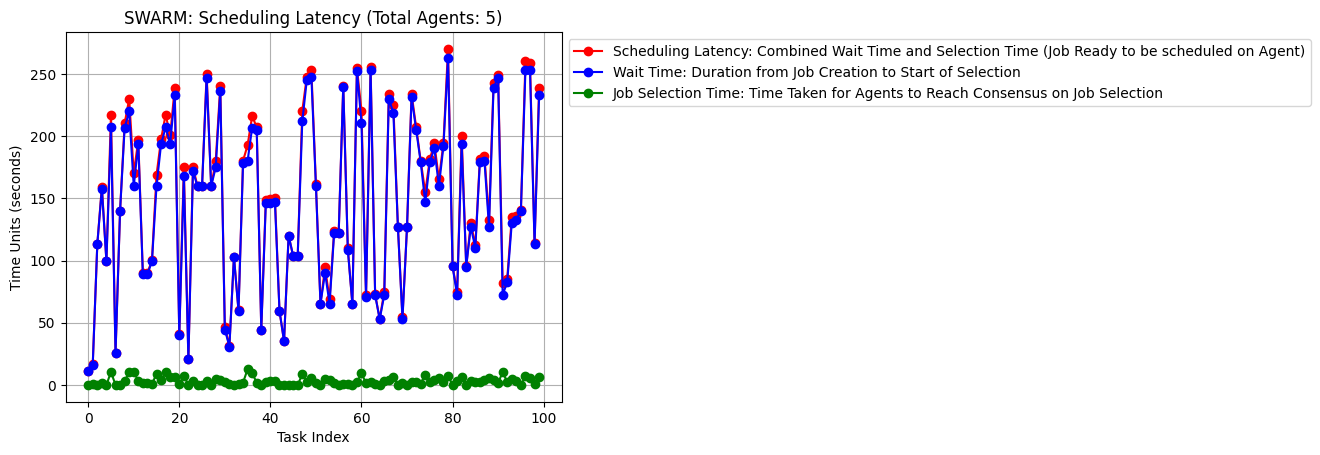 SWARM: Scheduling Latency (Total Agents: 5)
Scheduling Latency: Combined Wait Time and Selection Time (Job Ready to be scheduled on Agent)
Wait Time: Duration from Job Creation to Start of Selection
Job Selection Time: Time Taken for Agents to Reach Consensus on Job Selection
Time Units (seconds)
250
200
150
100
50
0
0 20 40 60 80 100
Task Index